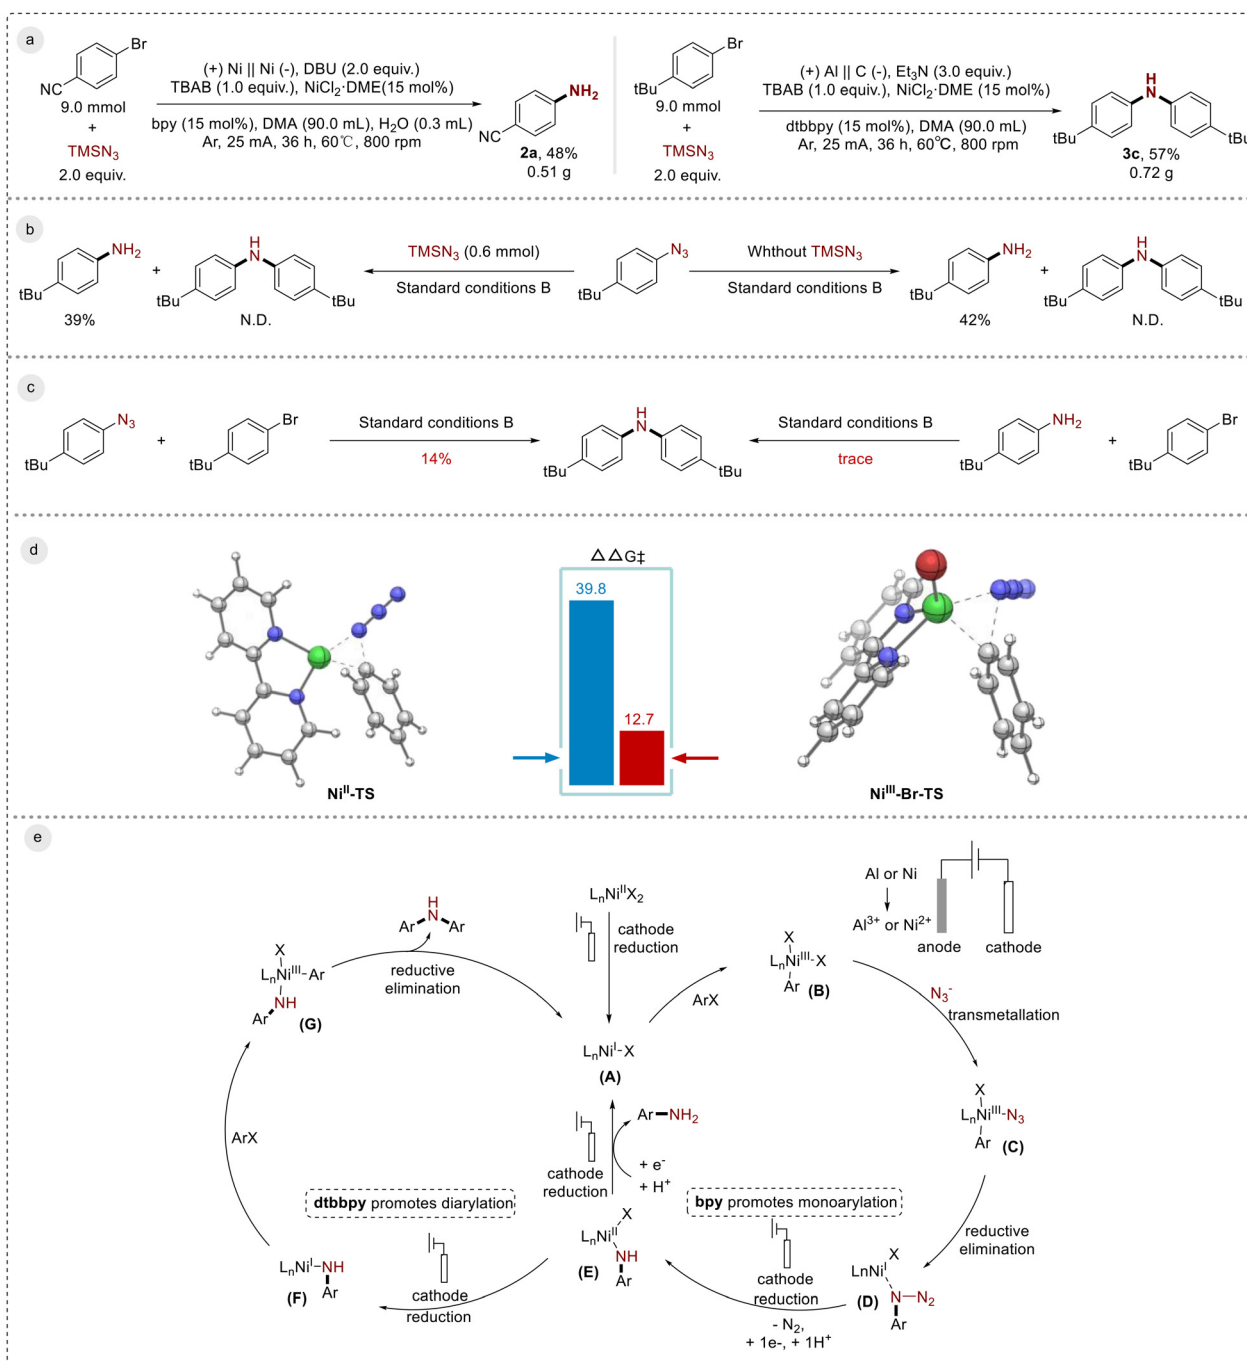 a
Br
CN
9.0 mmol
+
TMSN3
2.0 equiv.
(+) Ni || Ni (-), DBU (2.0 equiv.)
TBAB (1.0 equiv.), NiCl2·DME(15 mol%)
bpy (15 mol%), DMA (90.0 mL), H2O (0.3 mL)
Ar, 25 mA, 36 h, 60℃, 800 rpm
NH2
CN
2a, 48%
0.51 g
Br
tBu
9.0 mmol
+
TMSN3
2.0 equiv.
(+) Al || C (-), Et3N (3.0 equiv.)
TBAB (1.0 equiv.), NiCl2·DME (15 mol%)
dtbbpy (15 mol%), DMA (90.0 mL)
Ar, 25 mA, 36 h, 60°C, 800 rpm
H
N
tBu
tBu
3c, 57%
0.72 g
b
NH2
tBu
39%
+
H
N
tBu
tBu
N.D.
TMSN3 (0.6 mmol)
Standard conditions B
N3
tBu
Whthout TMSN3
Standard conditions B
NH2
tBu
42%
+
H
N
tBu
tBu
N.D.
c
N3
tBu
+
Br
tBu
Standard conditions B
14%
H
N
tBu
tBu
Standard conditions B
trace
NH2
tBu
+
Br
tBu
d
△△G‡
39.8
12.7
NiII-TS
NiIII-Br-TS
e
LnNiIIX2
cathode
reduction
Al or Ni
Al3+ or Ni2+
anode
cathode
H
N
Ar
Ar
reductive
elimination
X
LnNiIII-Ar
NH
Ar
(G)
ArX
X
LnNiIII-X
Ar
(B)
N3-
transmetallation
LnNiI-X
(A)
X
LnNiIII-N3
Ar
(C)
Ar-NH2
cathode
reduction
+ e-
+ H+
ArX
dtbbpy promotes diarylation
bpy promotes monoarylation
reductive
elimination
X
LnNiII
NH
Ar
(E)
LnNiI-NH
Ar
(F)
cathode
reduction
cathode
reduction
- N2,
+ 1e-, + 1H+
X
LnNiI
N-N2
Ar
(D)